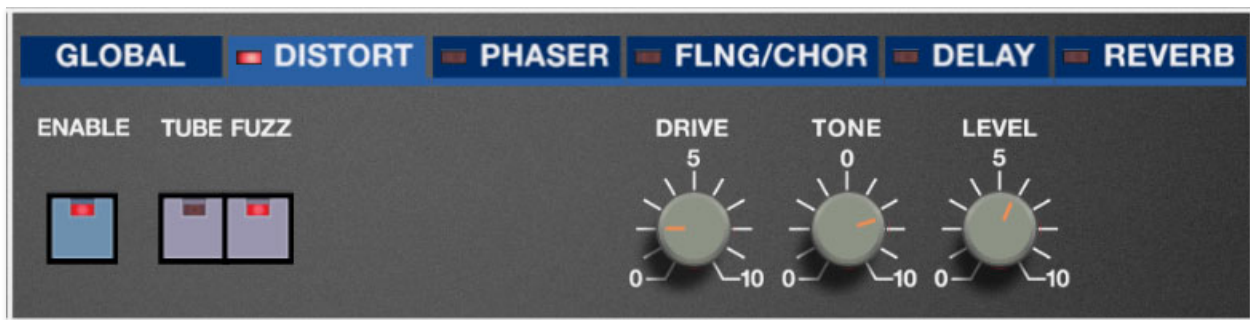 GLOBAL DISTORT PHASER FLNG/CHOR DELAY REVERB
ENABLE TUBE FUZZ DRIVE TONE LEVEL
5 0 5
0 10 0 10 0 10